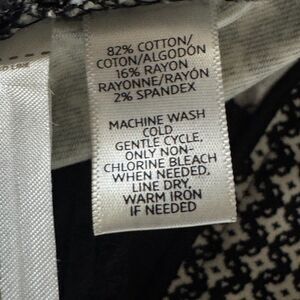 82% COTTON/
COTON/ALGODÓN
16% RAYON
RAYONNE/RAYÓN
2% SPANDEX
MACHINE WASH
COLD
GENTLE CYCLE,
ONLY NON-
CHLORINE BLEACH
WHEN NEEDED,
LINE DRY,
WARM IRON
IF NEEDED